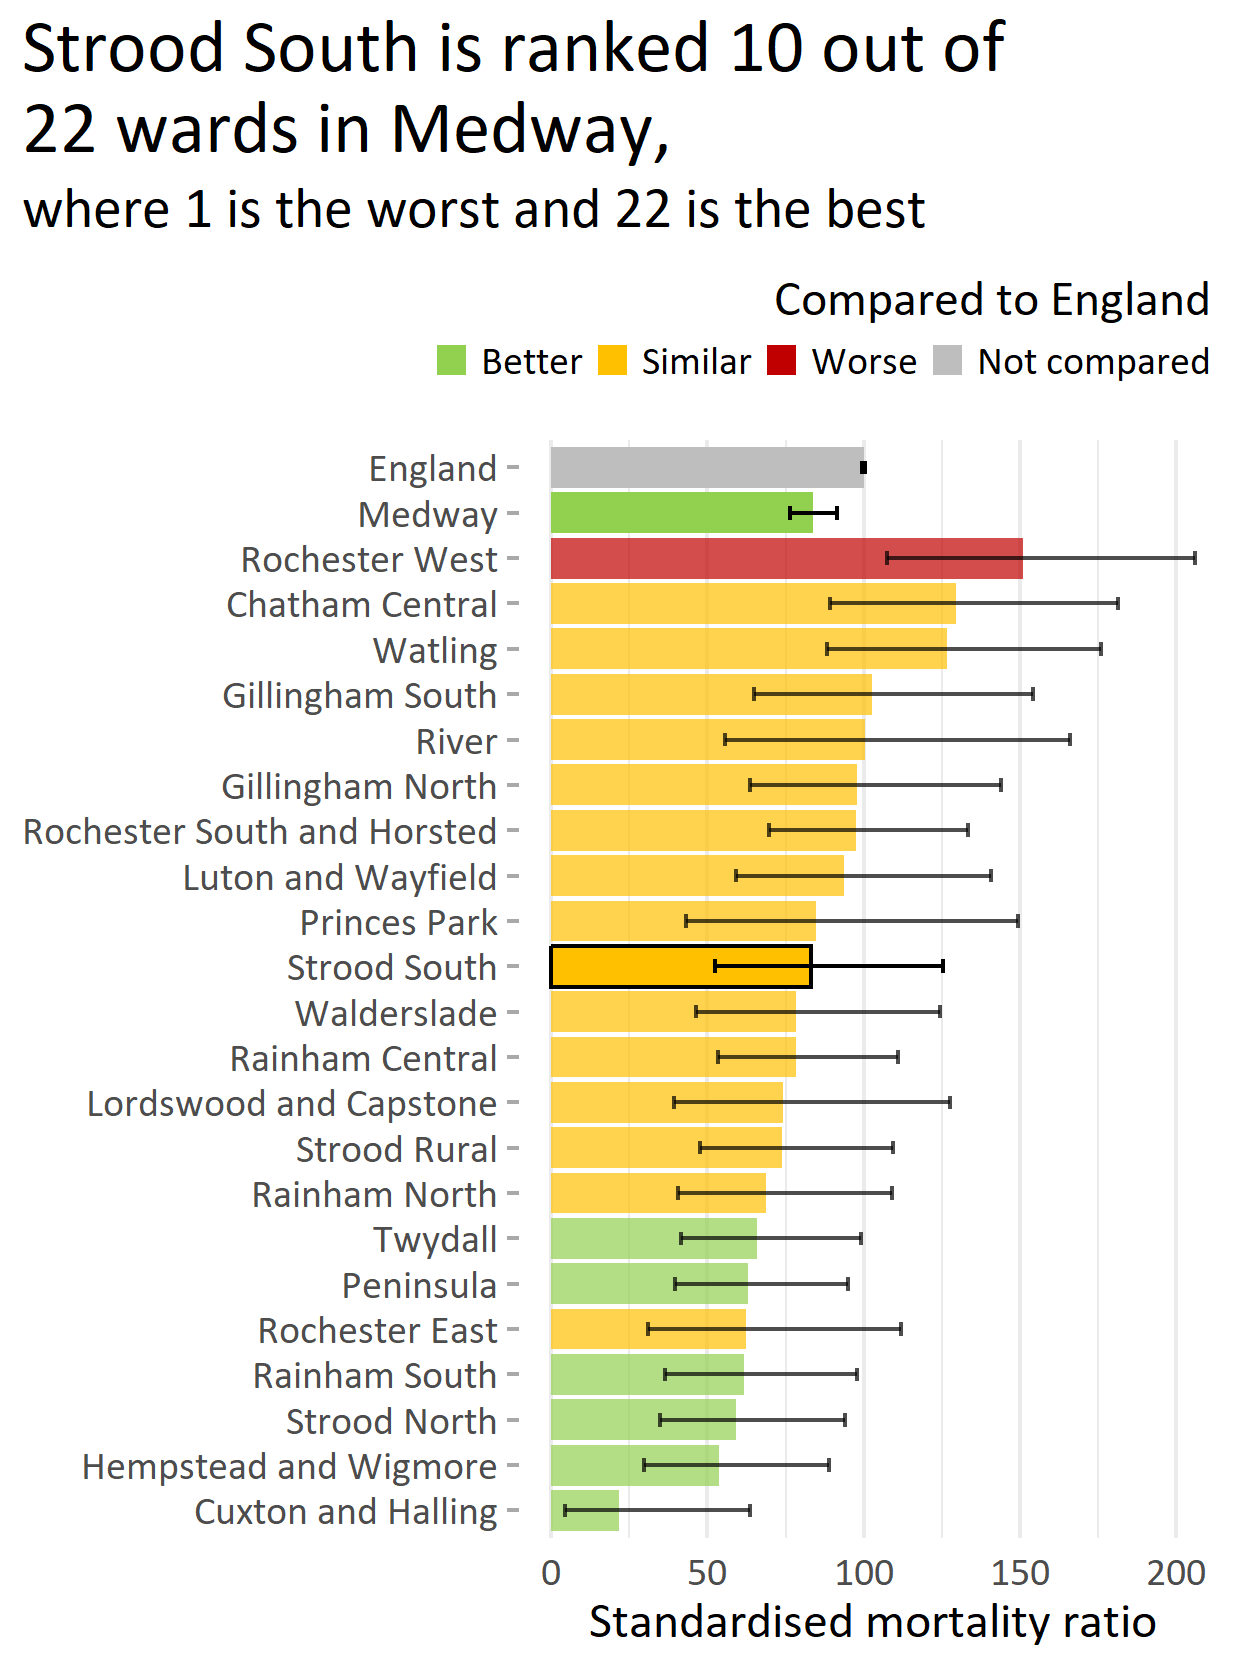 Strood South is ranked 10 out of
22 wards in Medway,
where 1 is the worst and 22 is the best
Compared to England
Better Similar Worse Not compared
England
Medway
Rochester West
Chatham Central
Watling
Gillingham South
River
Gillingham North
Rochester South and Horsted
Luton and Wayfield
Princes Park
Strood South
Walderslade
Rainham Central
Lordswood and Capstone
Strood Rural
Rainham North
Twydall
Peninsula
Rochester East
Rainham South
Strood North
Hempstead and Wigmore
Cuxton and Halling
0 50 100 150 200
Standardised mortality ratio